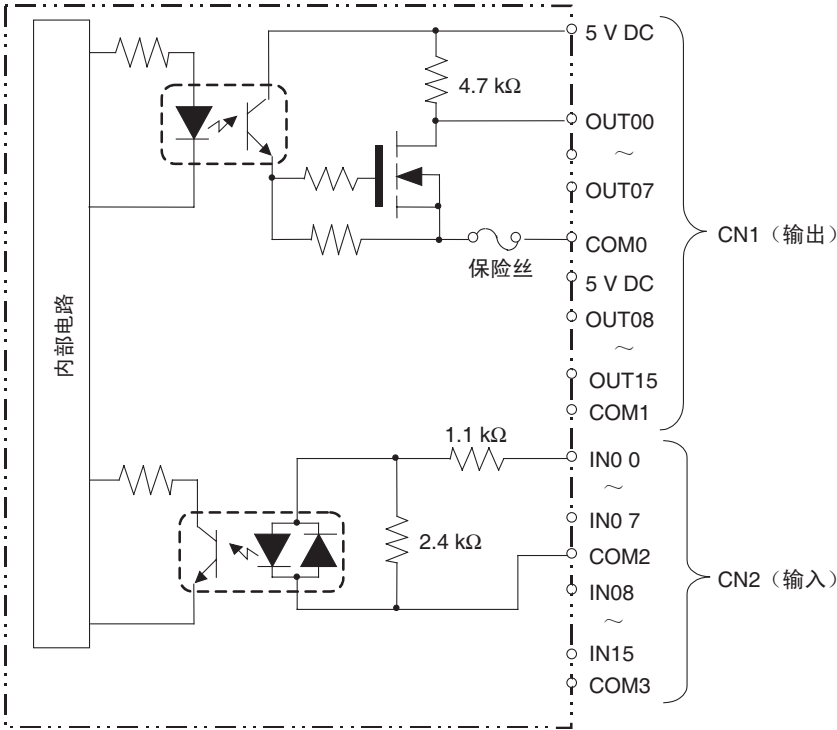 5 V DC
4.7 kΩ
OUT00
～
OUT07
CN1（输出）
COM0
保险丝
5 V DC
OUT08
～
内部电路
OUT15
COM1
1.1 kΩ
IN0 0
～
IN0 7
2.4 kΩ
COM2
CN2（输入）
IN08
～
IN15
COM3